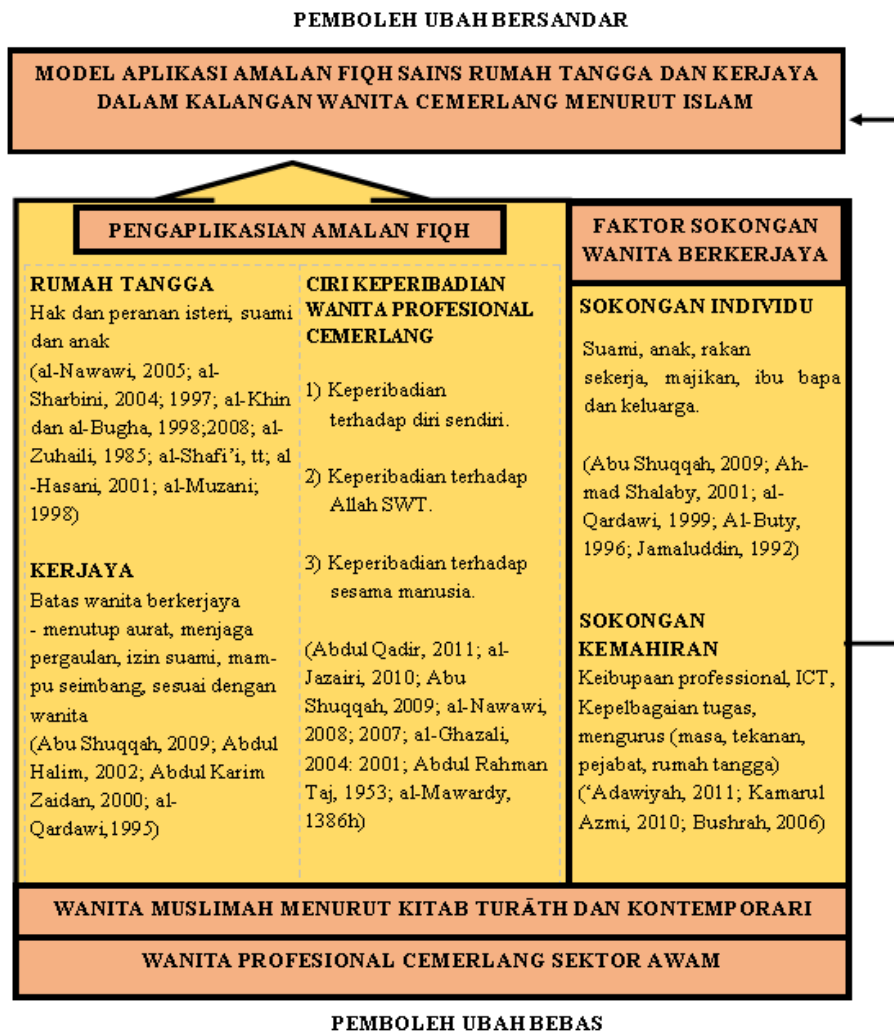 PEMBOLEH UBAH BERSANDAR
MODEL APLIKASI AMALAN FIQH SAINS RUMAH TANGGA DAN KERJAYA
DALAM KALANGAN WANITA CEMERLANG MENURUT ISLAM
PENGAPLIKASIAN AMALAN FIQH
RUMAH TANGGA
Hak dan peranan isteri, suami
dan anak
(al-Nawawi, 2005; al-
Sharbini, 2004; 1997; al-Khin
dan al-Bugha, 1998;2008; al-
Zuhaili, 1985; al-Shafi’i, tt; al
-Hasani, 2001; al-Muzani;
1998)
KERJAYA
Batas wanita berkerjaya
- menutup aurat, menjaga
pergaulan, izin suami, mam-
pu seimbang, sesuai dengan
wanita
(Abu Shuqqah, 2009; Abdul
Halim, 2002; Abdul Karim
Zaidan, 2000; al-
Qardawi,1995)
CIRI KEPERIBADIAN
WANITA PROFESIONAL
CEMERLANG
1) Keperibadian
terhadap diri sendiri.
2) Keperibadian terhadap
Allah SWT.
3) Keperibadian terhadap
sesama manusia.
(Abdul Qadir, 2011; al-
Jazairi, 2010; Abu
Shuqqah, 2009; al-Nawawi,
2008; 2007; al-Ghazali,
2004: 2001; Abdul Rahman
Taj, 1953; al-Mawardy,
1386h)
FAKTOR SOKONGAN
WANITA BERKERJAYA
SOKONGAN INDIVIDU
Suami, anak, rakan
sekerja, majikan, ibu bapa
dan keluarga.
(Abu Shuqqah, 2009; Ah-
mad Shalaby, 2001; al-
Qardawi, 1999; Al-Buty,
1996; Jamaluddin, 1992)
SOKONGAN
KEMAHIRAN
Keibupaan professional, ICT,
Kepelbagaian tugas,
mengurus (masa, tekanan,
pejabat, rumah tangga)
(‘Adawiyah, 2011; Kamarul
Azmi, 2010; Bushrah, 2006)
WANITA MUSLIMAH MENURUT KITAB TURĀTH DAN KONTEMPORARI
WANITA PROFESIONAL CEMERLANG SEKTOR AWAM
PEMBOLEH UBAH BEBAS